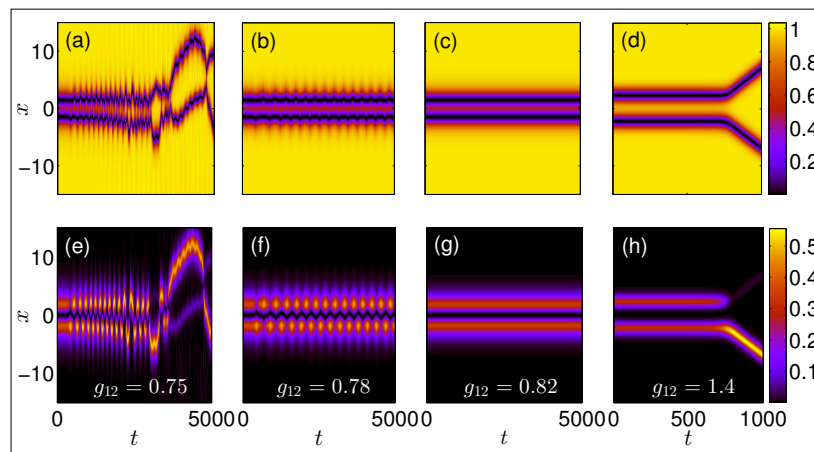 (a) (b) (c) (d)
10
0
−10
x
1
0.8
0.6
0.4
0.2
(e) (f) (g) (h)
10
0
−10
x
0.5
0.4
0.3
0.2
0.1
g12 = 0.75 g12 = 0.78 g12 = 0.82 g12 = 1.4
0 50000 50000 50000 500 1000
t t t t